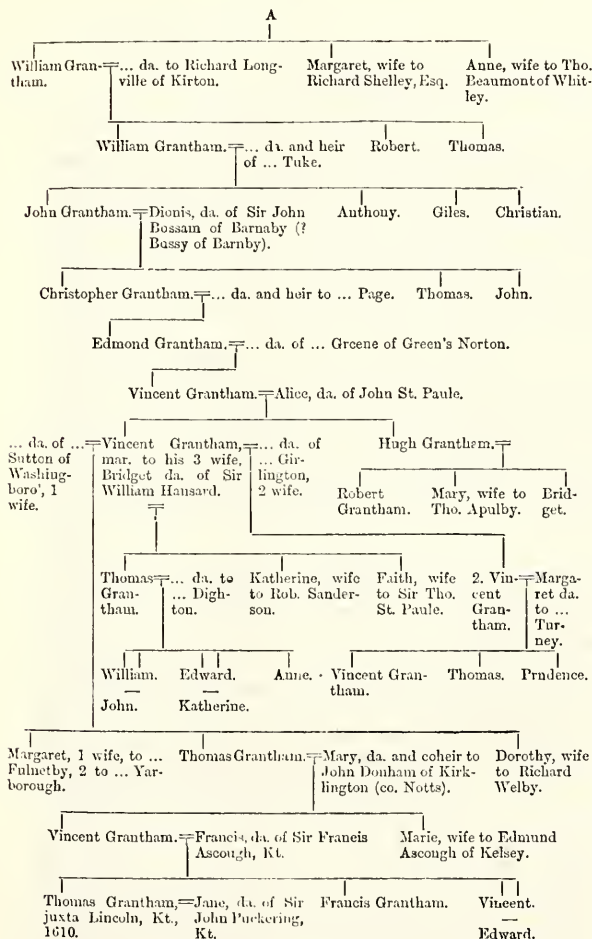 A
William Gran-
tham.
... da. to Richard Long-
ville of Kirton.
Margaret, wife to
Richard Shelley, Esq.
Anne, wife to Tho.
Beaumont of Whit-
ley.
William Grantham.
... da. and heir
of ... Tuke.
Robert.
Thomas.
John Grantham.
Dionis, da. of Sir John
Bossam of Barnaby (?
Bussy of Barnby).
Anthony.
Giles.
Christian.
Christopher Grantham.
... da. and heir to ... Page.
Thomas.
John.
Edmond Grantham.
... da. of ... Greene of Green's Norton.
Vincent Grantham.
Alice, da. of John St. Paule.
... da. of ...
Sutton of
Washing-
boro', 1
wife.
Vincent Grantham,
mar. to his 3 wife,
Bridget da. of Sir
William Hansard.
... da. of
... Gir-
lington,
2 wife.
Hugh Grantham.
Robert
Grantham.
Mary, wife to
Tho. Apulby.
Brid-
get.
Thomas
Gran-
tham.
... da. to
... Digh-
ton.
Katherine, wife
to Rob. Sander-
son.
Faith, wife
to Sir Tho.
St. Paule.
2. Vin-
cent
Gran-
tham.
Marga-
ret da.
to ...
Tur-
ney.
William.
—
John.
Edward.
—
Katherine.
Anne.
Vincent Gran-
tham.
Thomas.
Prudence.
Margaret, 1 wife, to ...
Fulnetby, 2 to ... Yar-
borough.
Thomas Grantham.
Mary, da. and coheir to
John Donham of Kirk-
lington (co. Notts).
Dorothy, wife
to Richard
Welby.
Vincent Grantham.
Francis, da. of Sir Francis
Ascough, Kt.
Marie, wife to Edmund
Ascough of Kelsey.
Thomas Grantham,
juxta Lincoln, Kt.,
1610.
Jane, da. of Sir
John Puckering,
Kt.
Francis Grantham.
Vincent.
—
Edward.